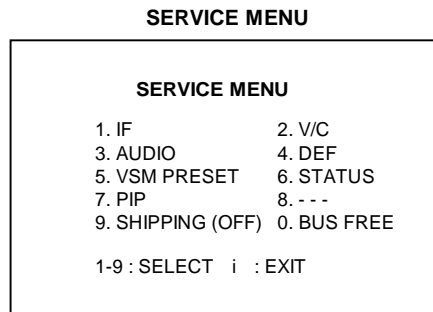 SERVICE MENU
SERVICE MENU
1. IF 2. V/C
3. AUDIO 4. DEF
5. VSM PRESET 6. STATUS
7. PIP 8. - - -
9. SHIPPING (OFF) 0. BUS FREE
1-9 : SELECT i : EXIT